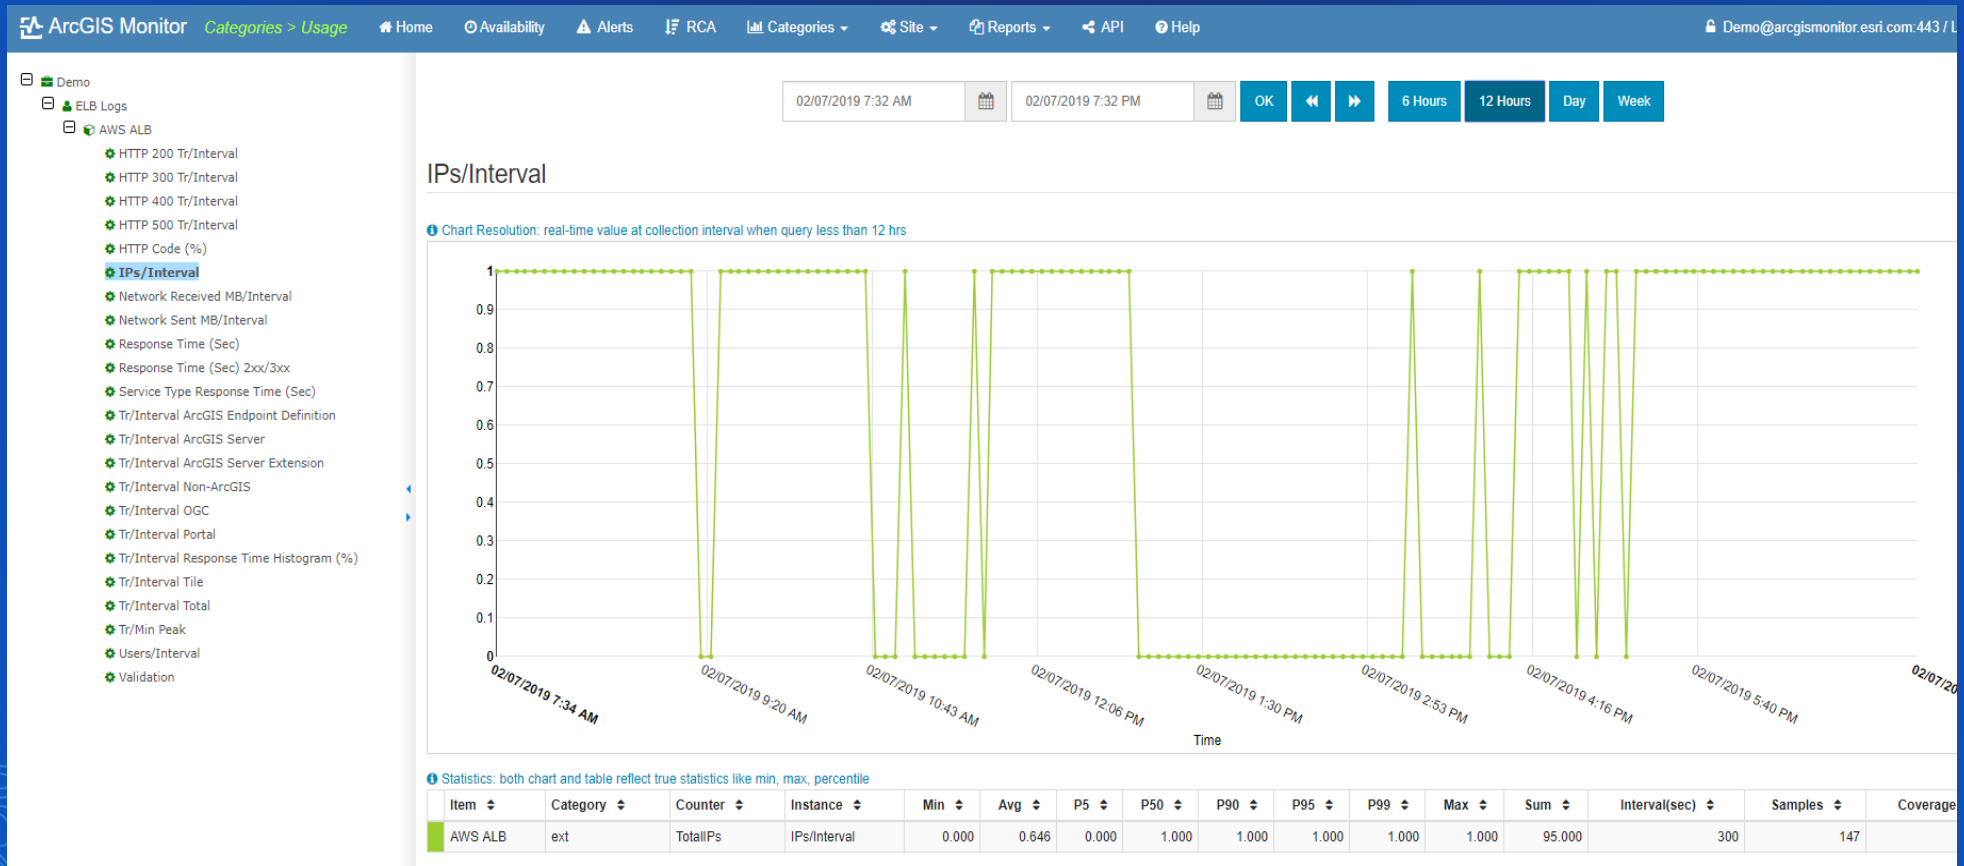 ArcGIS Monitor Categories > Usage Home Availability Alerts RCA Categories Site Reports API Help Demo@arcgismonitor.esri.com:443 /
Demo
ELB Logs
AWS ALB
HTTP 200 Tr/Interval
HTTP 300 Tr/Interval
HTTP 400 Tr/Interval
HTTP 500 Tr/Interval
HTTP Code (%)
IPs/Interval
Network Received MB/Interval
Network Sent MB/Interval
Response Time (Sec)
Response Time (Sec) 2xx/3xx
Service Type Response Time (Sec)
Tr/Interval ArcGIS Endpoint Definition
Tr/Interval ArcGIS Server
Tr/Interval ArcGIS Server Extension
Tr/Interval Non-ArcGIS
Tr/Interval OGC
Tr/Interval Portal
Tr/Interval Response Time Histogram (%)
Tr/Interval Tile
Tr/Interval Total
Tr/Min Peak
Users/Interval
Validation
02/07/2019 7:32 AM 02/07/2019 7:32 PM OK 6 Hours 12 Hours Day Week
IPs/Interval
Chart Resolution: real-time value at collection interval when query less than 12 hrs
1
0.9
0.8
0.7
0.6
0.5
0.4
0.3
0.2
0.1
0
02/07/2019 7:34 AM
02/07/2019 9:20 AM
02/07/2019 10:43 AM
02/07/2019 12:06 PM
02/07/2019 1:30 PM
02/07/2019 2:53 PM
02/07/2019 4:16 PM
02/07/2019 5:40 PM
02/07/20
Time
Statistics: both chart and table reflect true statistics like min, max, percentile
Item Category Counter Instance Min Avg P5 P50 P90 P95 P99 Max Sum Interval(sec) Samples Coverage
AWS ALB ext TotalIPs IPs/Interval 0.000 0.646 0.000 1.000 1.000 1.000 1.000 1.000 95.000 300 147